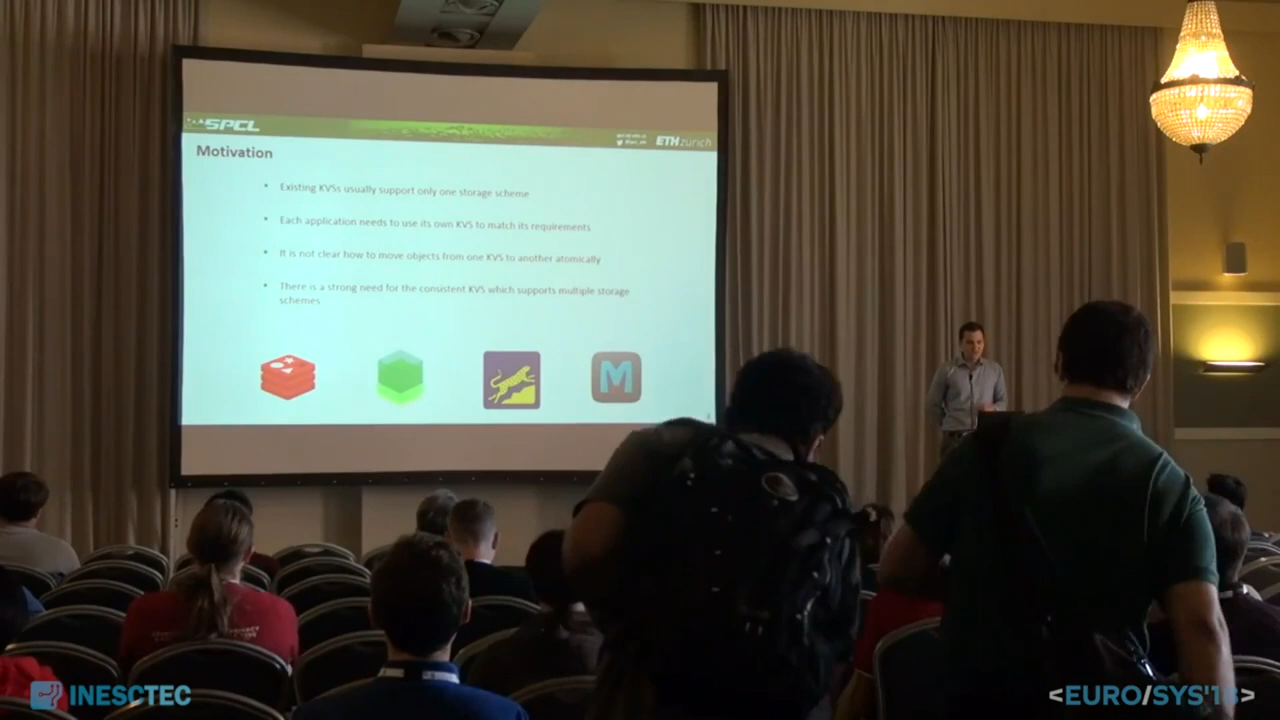 SPCL
ETH zürich
Motivation
Existing KVSs usually support only one storage scheme
Each application needs to use its own KVS to match its requirements
It is not clear how to move objects from one KVS to another atomically
There is a strong need for the consistent KVS which supports multiple storage
schemes
M
INESCTEC
<EURO/SYS'18>